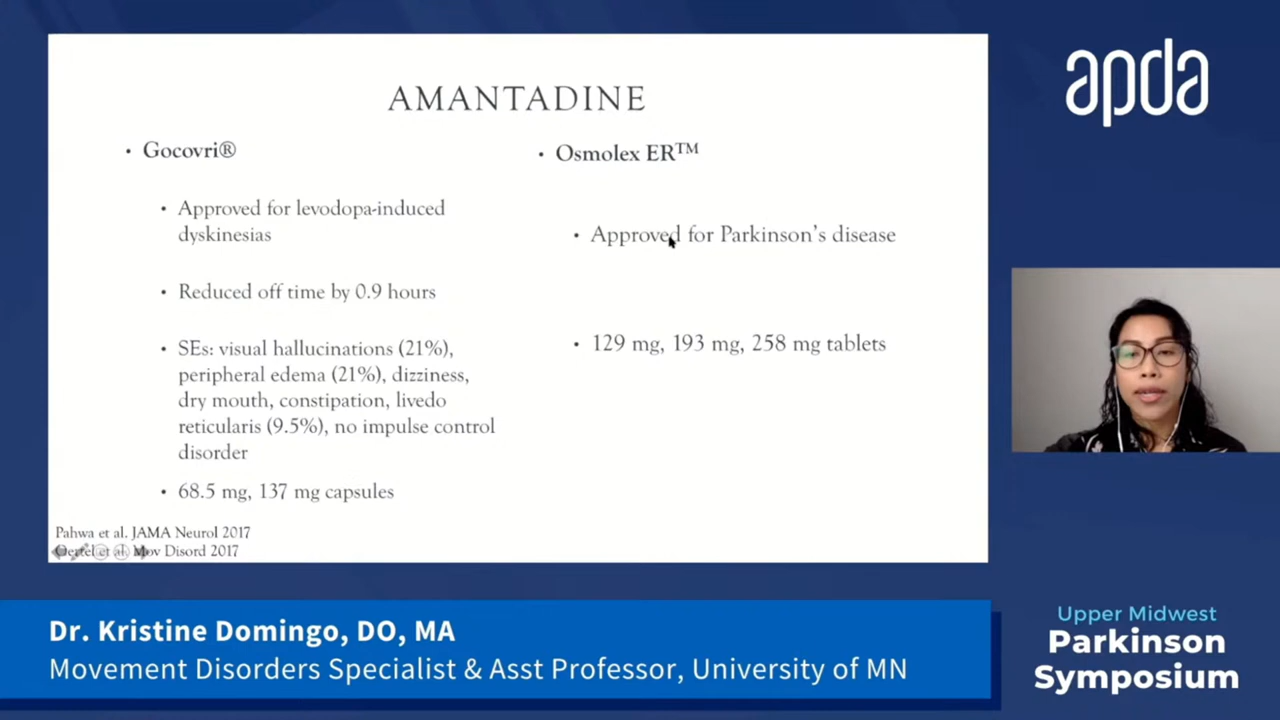 AMANTADINE
• Gocovri®
• Approved for levodopa-induced
dyskinesias
• Reduced off time by 0.9 hours
• SEs: visual hallucinations (21%),
peripheral edema (21%), dizziness,
dry mouth, constipation, livedo
reticularis (9.5%), no impulse control
disorder
• 68.5 mg, 137 mg capsules
Pahwa et al. JAMA Neurol 2017
Oertel et al. Mov Disord 2017
• Osmolex ER™
• Approved for Parkinson's disease
• 129 mg, 193 mg, 258 mg tablets
apda
Dr. Kristine Domingo, DO, MA
Movement Disorders Specialist & Asst Professor, University of MN
Upper Midwest
Parkinson
Symposium